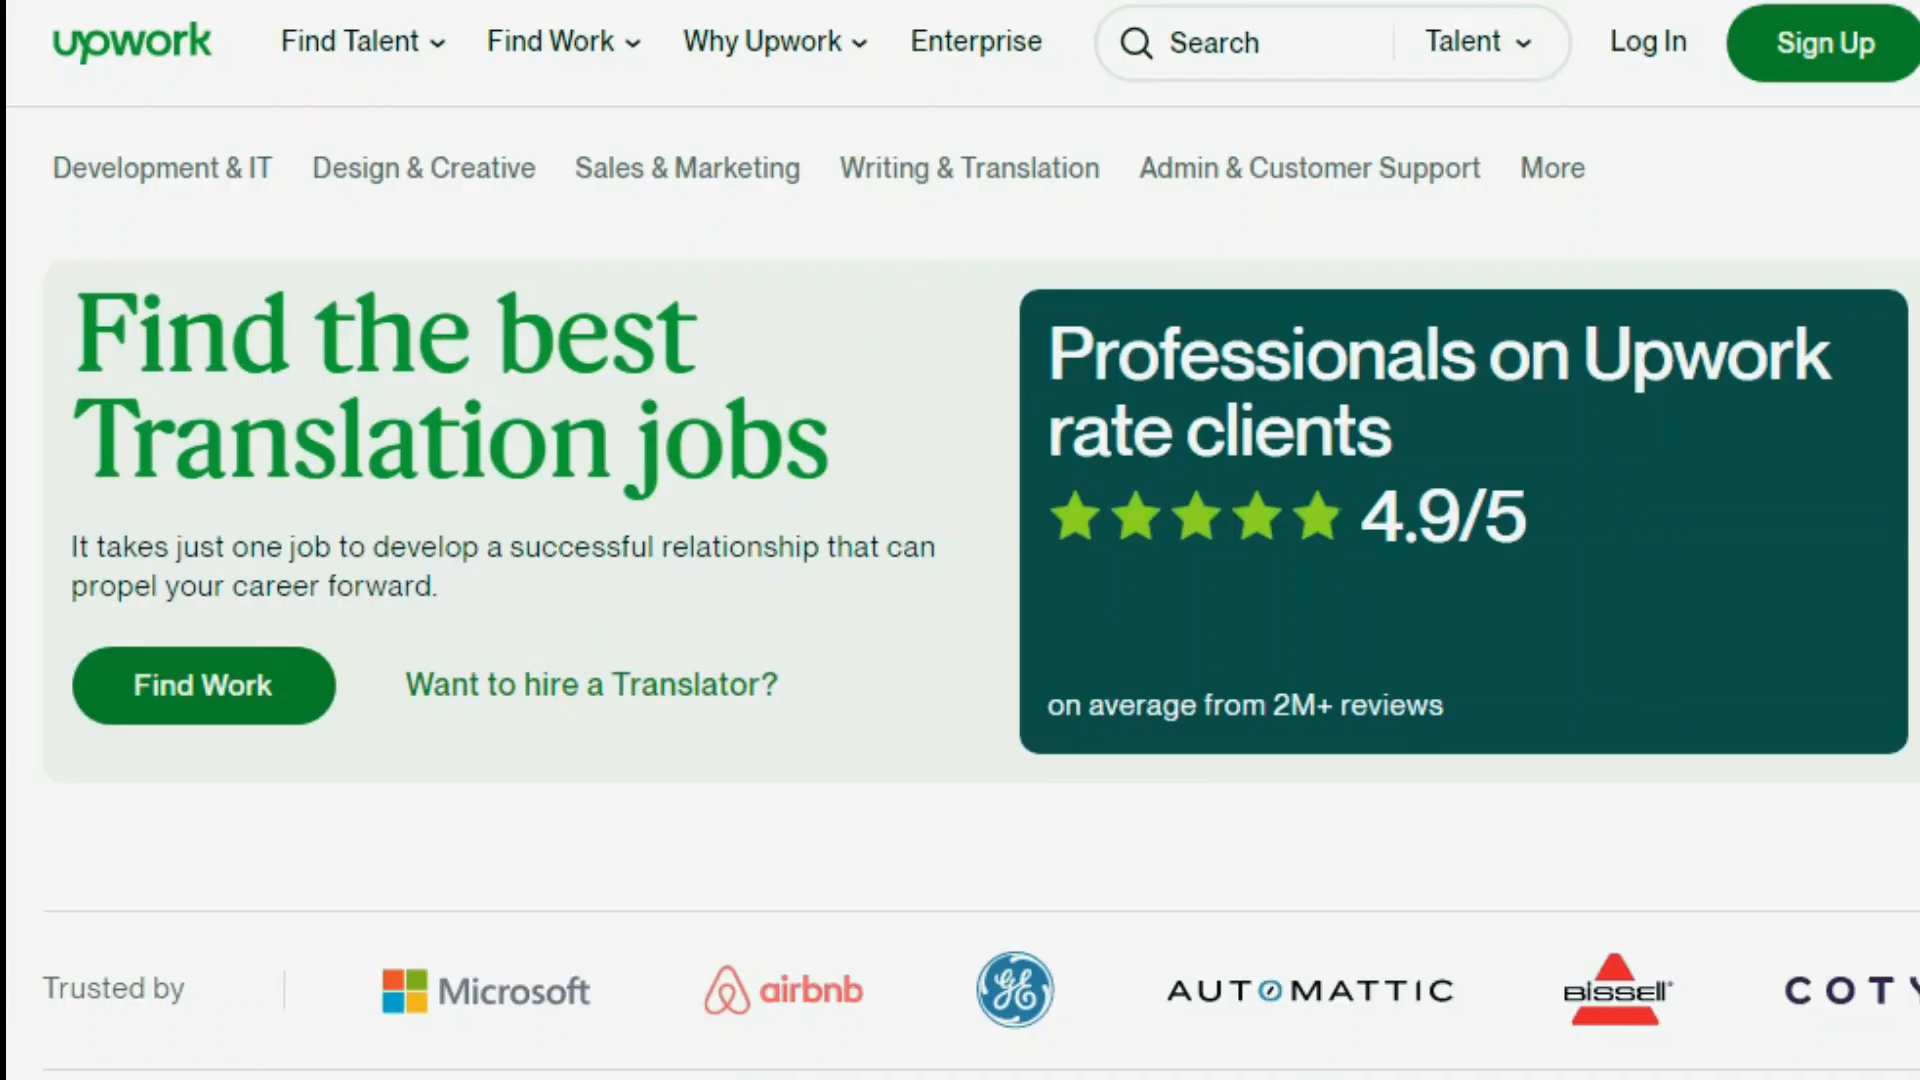 upwork Find Talent Find Work Why Upwork Enterprise Search Talent Log In Sign Up
Development & IT Design & Creative Sales & Marketing Writing & Translation Admin & Customer Support More
Find the best
Translation jobs
It takes just one job to develop a successful relationship that can
propel your career forward.
Find Work Want to hire a Translator?
Professionals on Upwork
rate clients
4.9/5
on average from 2M+ reviews
Trusted by Microsoft airbnb GE AUTOMATTIC BISSELL COTY